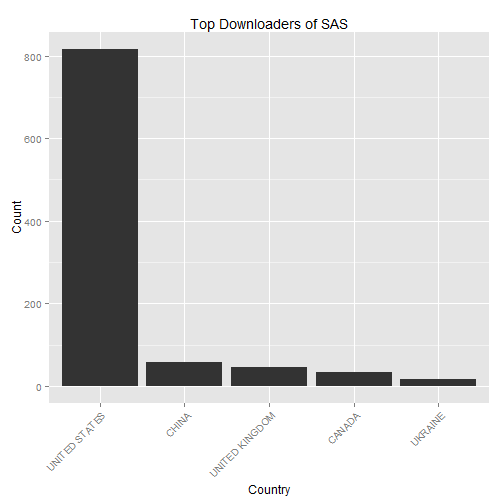 Top Downloaders of SAS
Count
800
600
400
200
0
UNITED STATES
CHINA
UNITED KINGDOM
CANADA
UKRAINE
Country